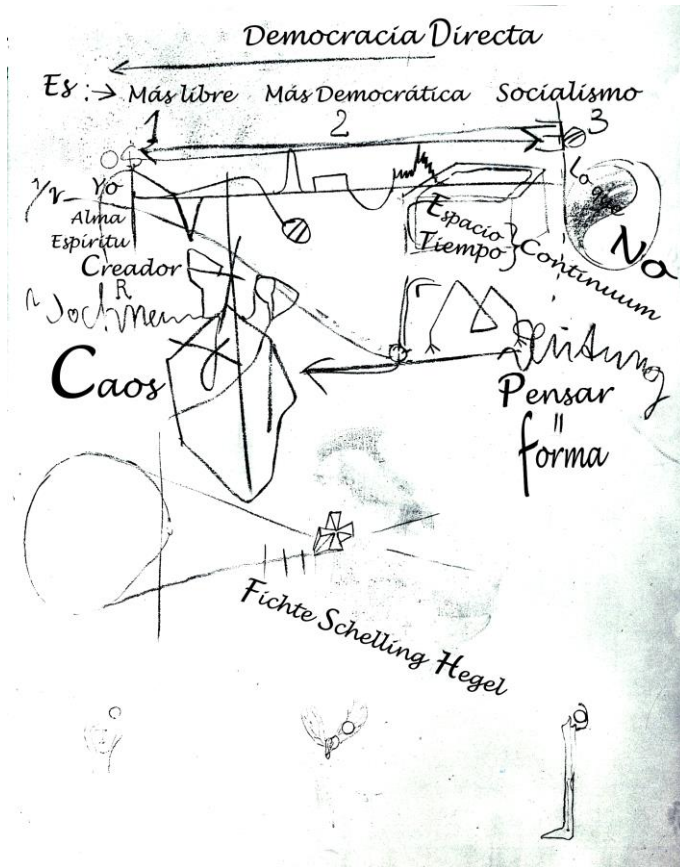 Democracia Directa
Es : → Más libre Más Democrática Socialismo
1 2 3
Yo
Alma
Espíritu
Espacio
Tiempo
Continuum
No
Creador
R
Caos
Pensar
=
forma
Fichte Schelling Hegel